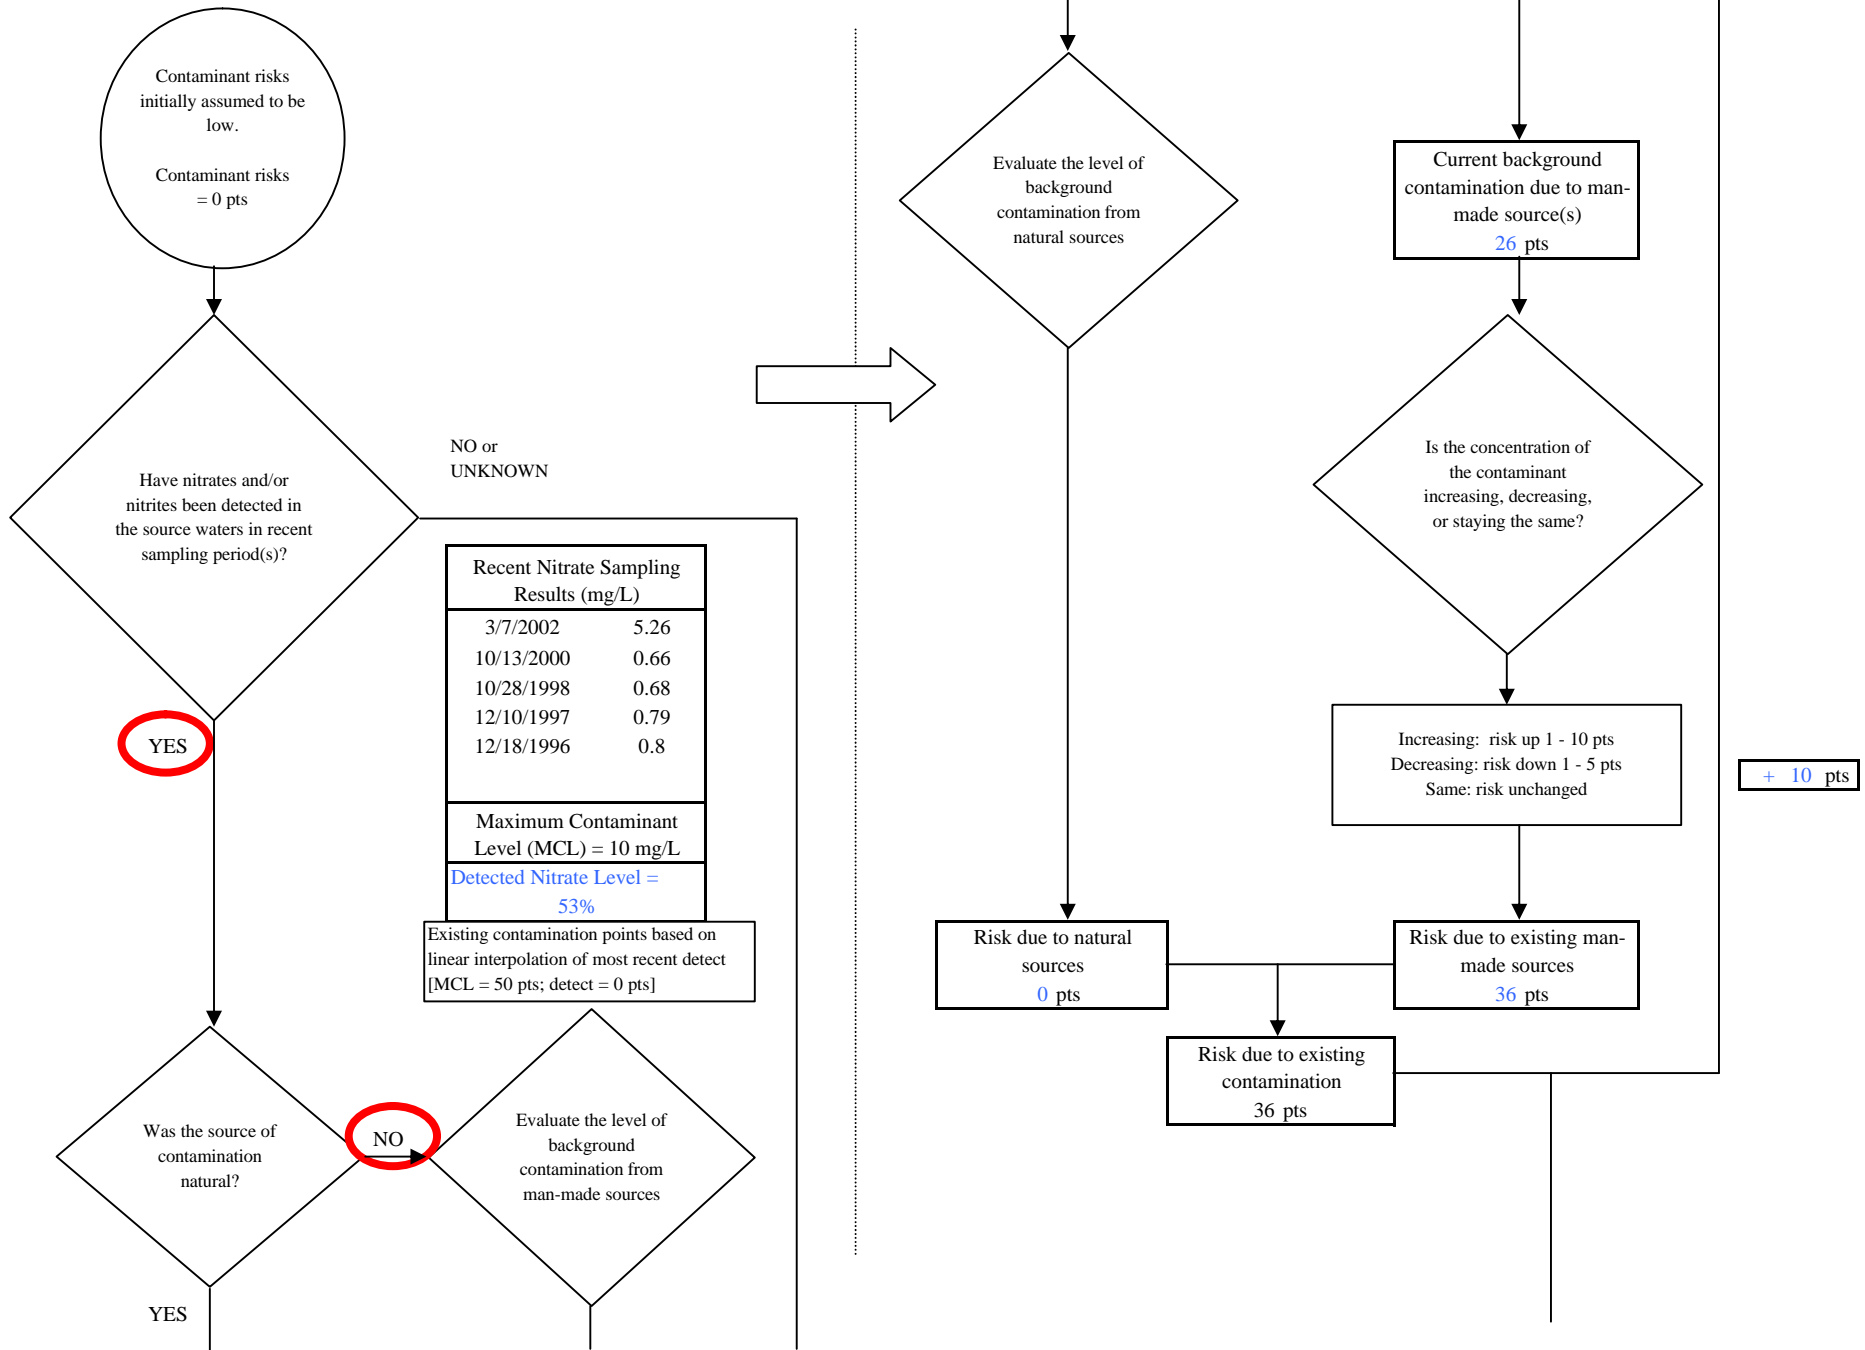 Contaminant risks
initially assumed to be
low.
Contaminant risks
= 0 pts
Have nitrates and/or
nitrites been detected in
the source waters in recent
sampling period(s)?
NO or
UNKNOWN
YES
Recent Nitrate Sampling
Results (mg/L)
3/7/2002 5.26
10/13/2000 0.66
10/28/1998 0.68
12/10/1997 0.79
12/18/1996 0.8
Maximum Contaminant
Level (MCL) = 10 mg/L
Detected Nitrate Level =
53%
Existing contamination points based on
linear interpolation of most recent detect
[MCL = 50 pts; detect = 0 pts]
Was the source of
contamination
natural?
NO
Evaluate the level of
background
contamination from
man-made sources
YES
Evaluate the level of
background
contamination from
natural sources
Current background
contamination due to man-
made source(s)
26 pts
Is the concentration of
the contaminant
increasing, decreasing,
or staying the same?
Increasing: risk up 1 - 10 pts
Decreasing: risk down 1 - 5 pts
Same: risk unchanged
+ 10 pts
Risk due to natural
sources
0 pts
Risk due to existing man-
made sources
36 pts
Risk due to existing
contamination
36 pts